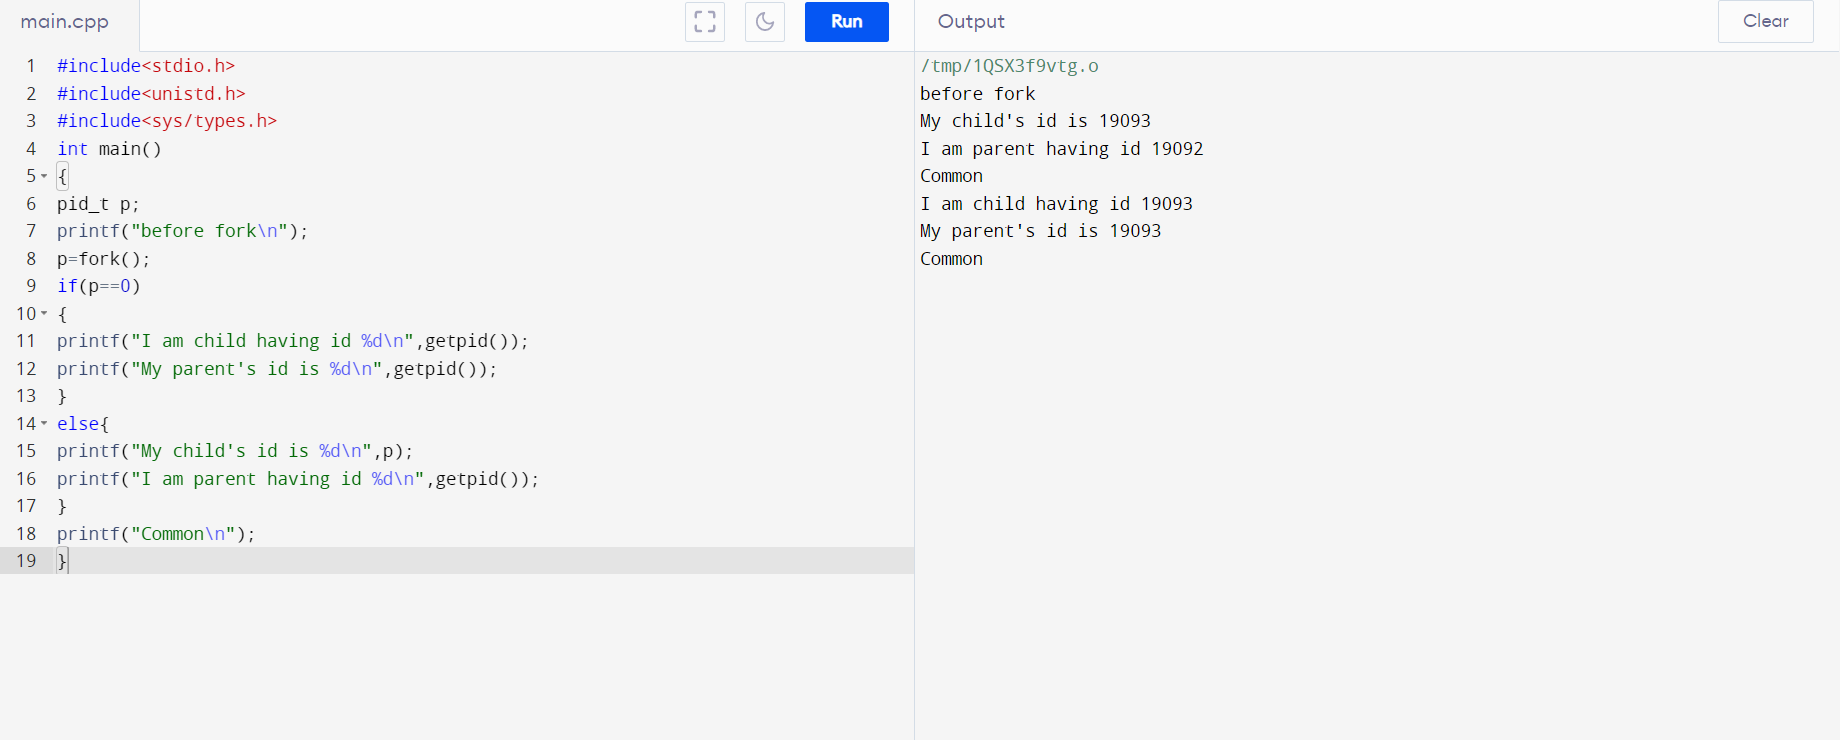 main.cpp
Run
Output
Clear
1 #include<stdio.h>
2 #include<unistd.h>
3 #include<sys/types.h>
4 int main()
5 {
6 pid_t p;
7 printf("before fork\n");
8 p=fork();
9 if(p==0)
10 {
11 printf("I am child having id %d\n",getpid());
12 printf("My parent's id is %d\n",getpid());
13 }
14 else{
15 printf("My child's id is %d\n",p);
16 printf("I am parent having id %d\n",getpid());
17 }
18 printf("Common\n");
19 }
/tmp/1QSX3f9vtg.o
before fork
My child's id is 19093
I am parent having id 19092
Common
I am child having id 19093
My parent's id is 19093
Common